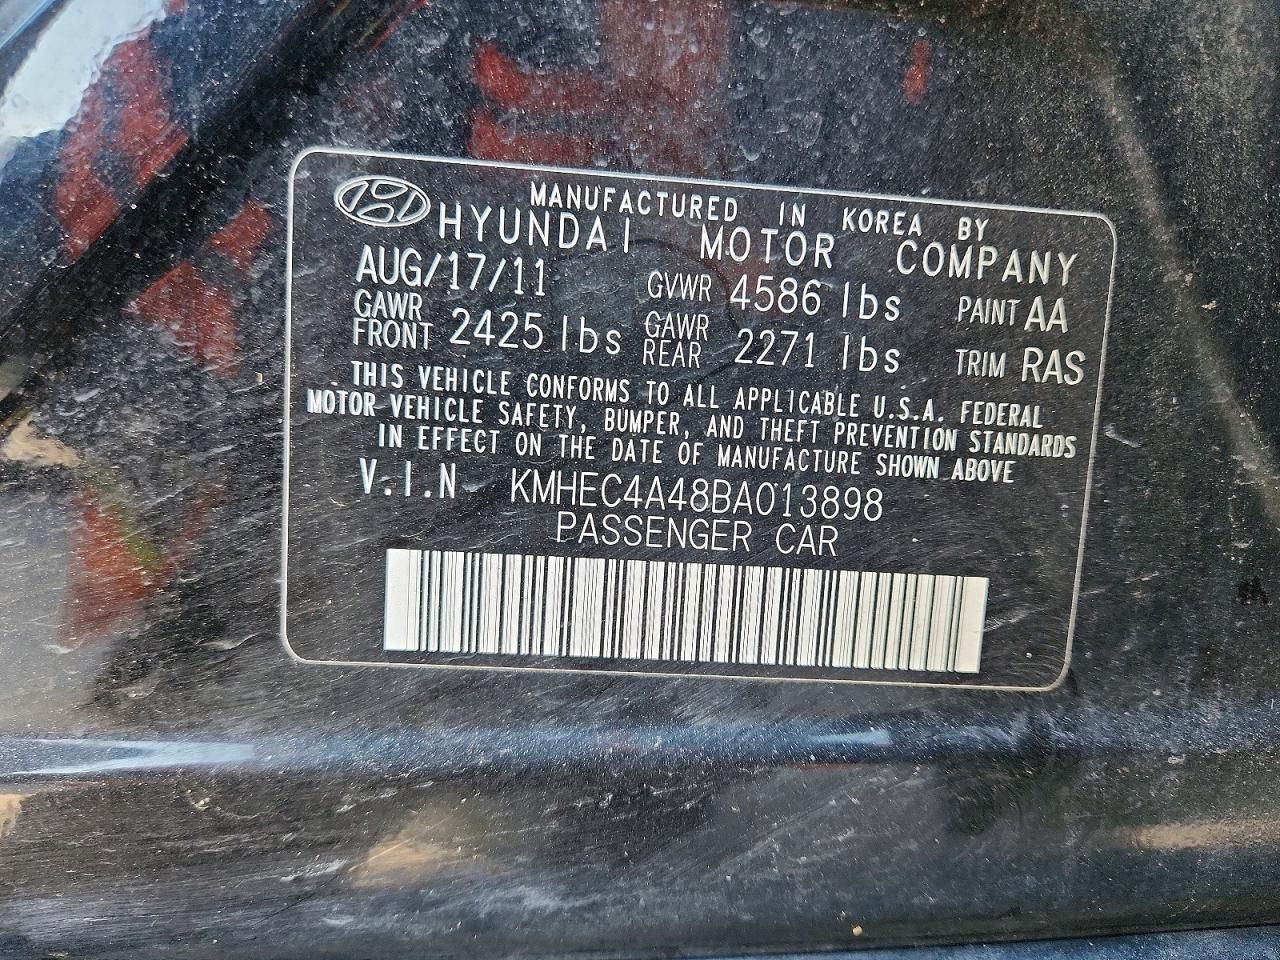 MANUFACTURED IN KOREA BY
HYUNDAI MOTOR COMPANY
AUG/17/11 GVWR 4586 lbs PAINT AA
GAWR FRONT 2425 lbs GAWR REAR 2271 lbs TRIM RAS
THIS VEHICLE CONFORMS TO ALL APPLICABLE U.S.A. FEDERAL
MOTOR VEHICLE SAFETY, BUMPER, AND THEFT PREVENTION STANDARDS
IN EFFECT ON THE DATE OF MANUFACTURE SHOWN ABOVE
V.I.N KMHEC4A48BA013898
PASSENGER CAR